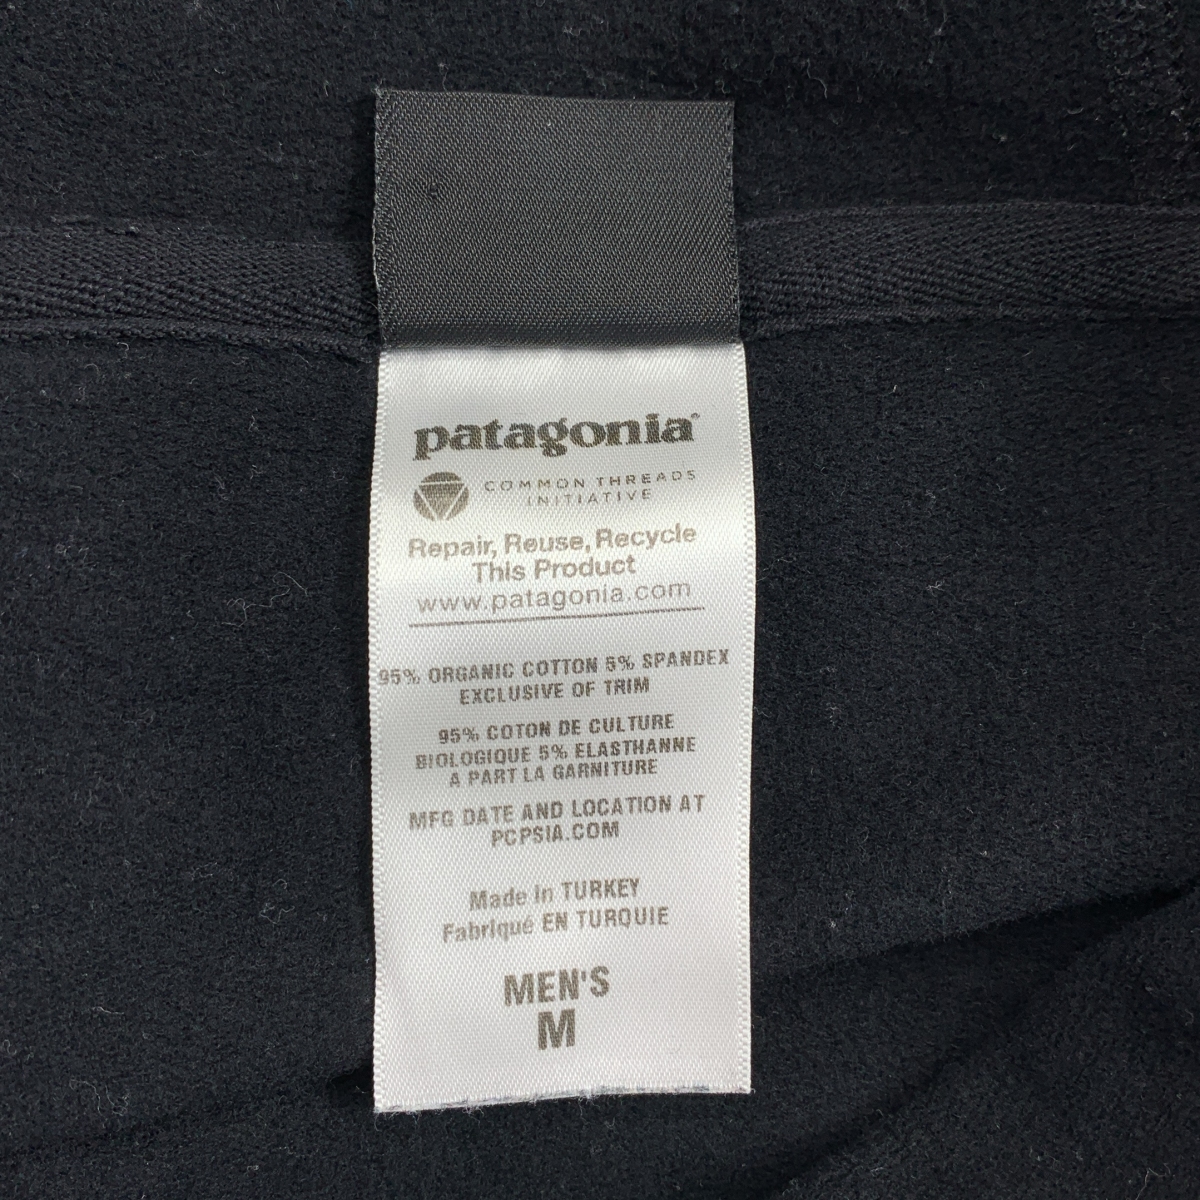 patagonia®
COMMON THREADS
INITIATIVE
Repair, Reuse, Recycle
This Product
www.patagonia.com
95% ORGANIC COTTON 5% SPANDEX
EXCLUSIVE OF TRIM
95% COTON DE CULTURE
BIOLOGIQUE 5% ELASTHANNE
A PART LA GARNITURE
MFG DATE AND LOCATION AT
PCPSIA.COM
Made in TURKEY
Fabriqué EN TURQUIE
MEN'S
M